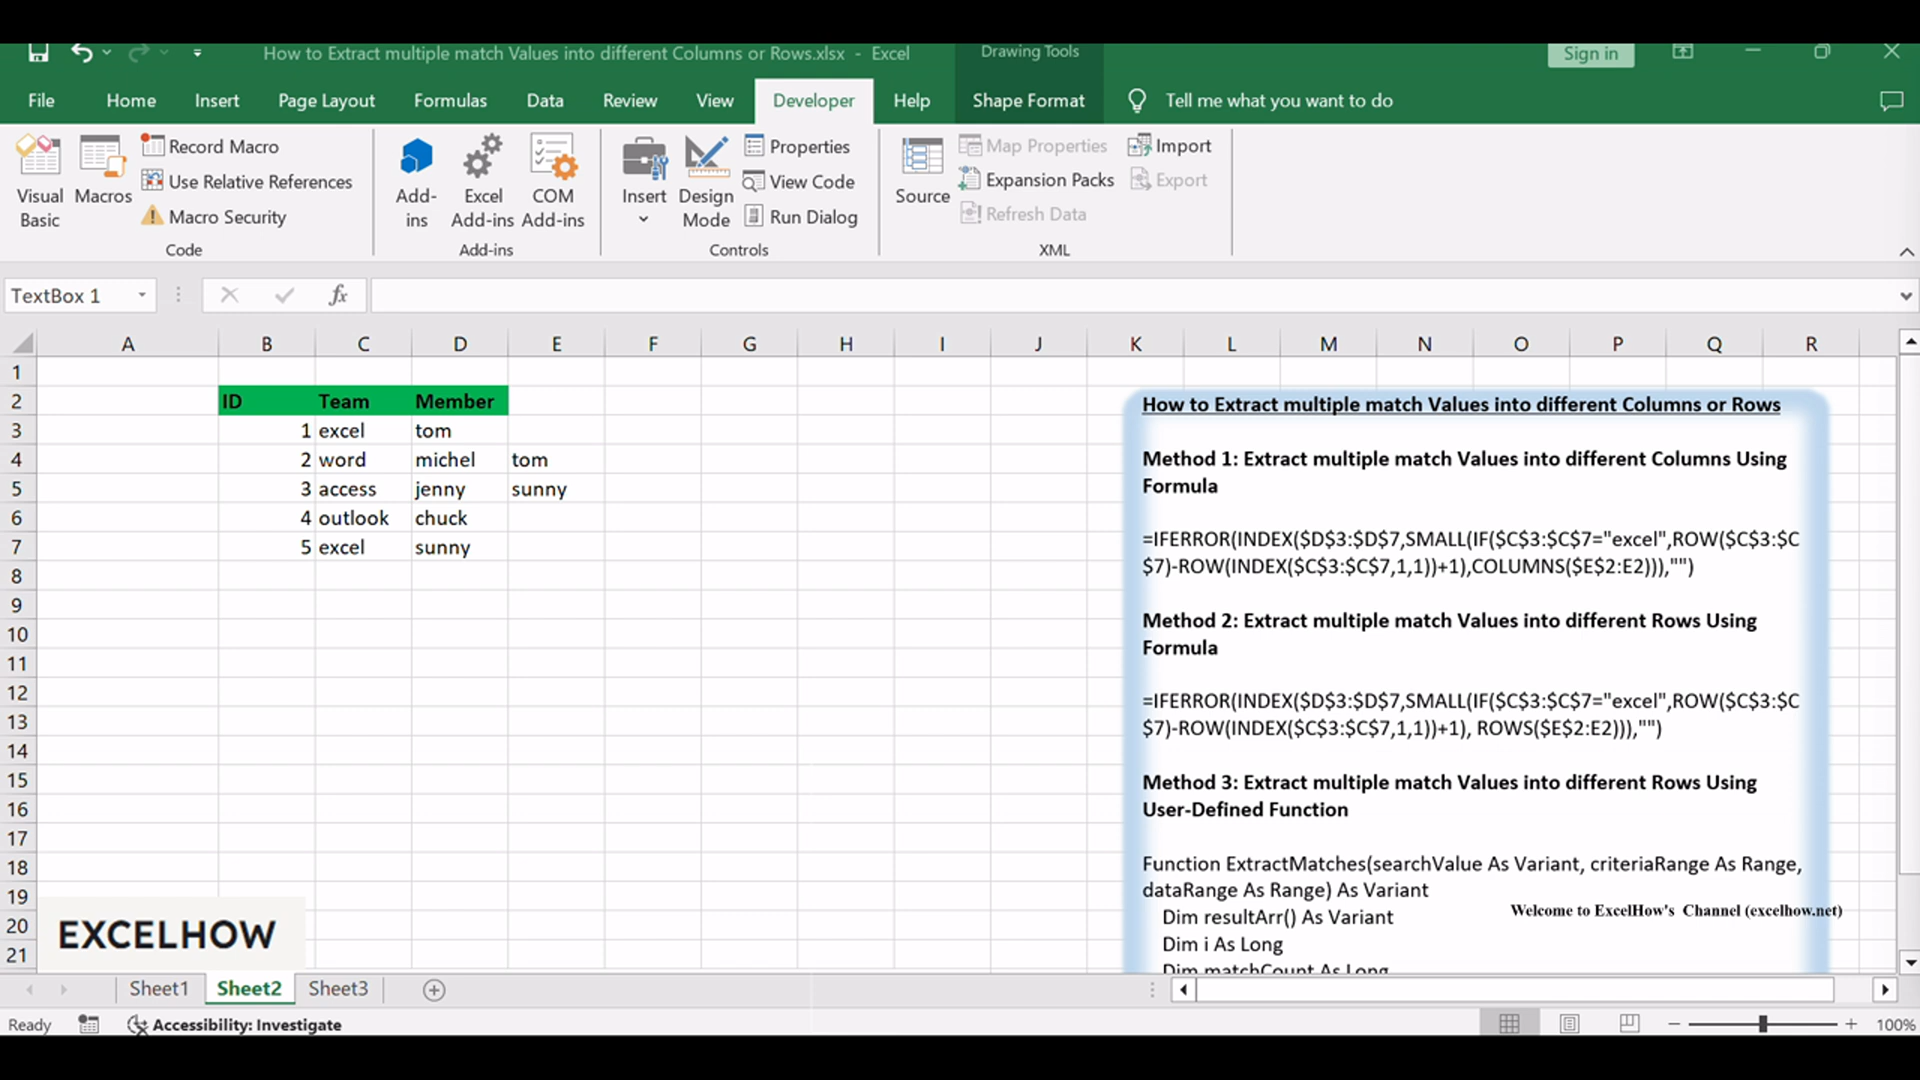 How to Extract multiple match Values into different Columns or Rows.xlsx - Excel
Drawing Tools
Sign in
File Home Insert Page Layout Formulas Data Review View Developer Help Shape Format Tell me what you want to do
Visual Basic
Macros
Record Macro
Use Relative References
Macro Security
Code
Add-ins
Excel Add-ins
COM Add-ins
Add-ins
Insert
Design Mode
Properties
View Code
Run Dialog
Controls
Source
Map Properties
Expansion Packs
Refresh Data
Import
Export
XML
TextBox 1
fx
A B C D E F G H I J K L M N O P Q R
1
2 ID Team Member
3 1 excel tom
4 2 word michel tom
5 3 access jenny sunny
6 4 outlook chuck
7 5 excel sunny
8
9
10
11
12
13
14
15
16
17
18
19
20
21
How to Extract multiple match Values into different Columns or Rows
Method 1: Extract multiple match Values into different Columns Using
Formula
=IFERROR(INDEX($D$3:$D$7,SMALL(IF($C$3:$C$7="excel",ROW($C$3:$C
$7)-ROW(INDEX($C$3:$C$7,1,1))+1),COLUMNS($E$2:E2))),"")
Method 2: Extract multiple match Values into different Rows Using
Formula
=IFERROR(INDEX($D$3:$D$7,SMALL(IF($C$3:$C$7="excel",ROW($C$3:$C
$7)-ROW(INDEX($C$3:$C$7,1,1))+1), ROWS($E$2:E2))),"")
Method 3: Extract multiple match Values into different Rows Using
User-Defined Function
Function ExtractMatches(searchValue As Variant, criteriaRange As Range,
dataRange As Range) As Variant
Dim resultArr() As Variant
Dim i As Long
Dim matchCount As Long
Welcome to ExcelHow's Channel (excelhow.net)
EXCELHOW
Sheet1 Sheet2 Sheet3
Ready Accessibility: Investigate 100%